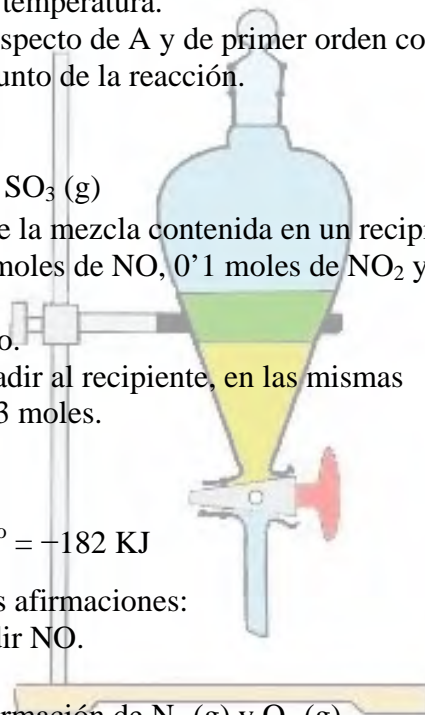 temperatura.
specto de A y de primer orden co
unto de la reacción.
SO₃ (g)
e la mezcla contenida en un recipi
moles de NO, 0’1 moles de NO₂ y
o.
adir al recipiente, en las mismas
3 moles.
º = −182 KJ
s afirmaciones:
dir NO.
rmación de N₂ (g) y O₂ (g)